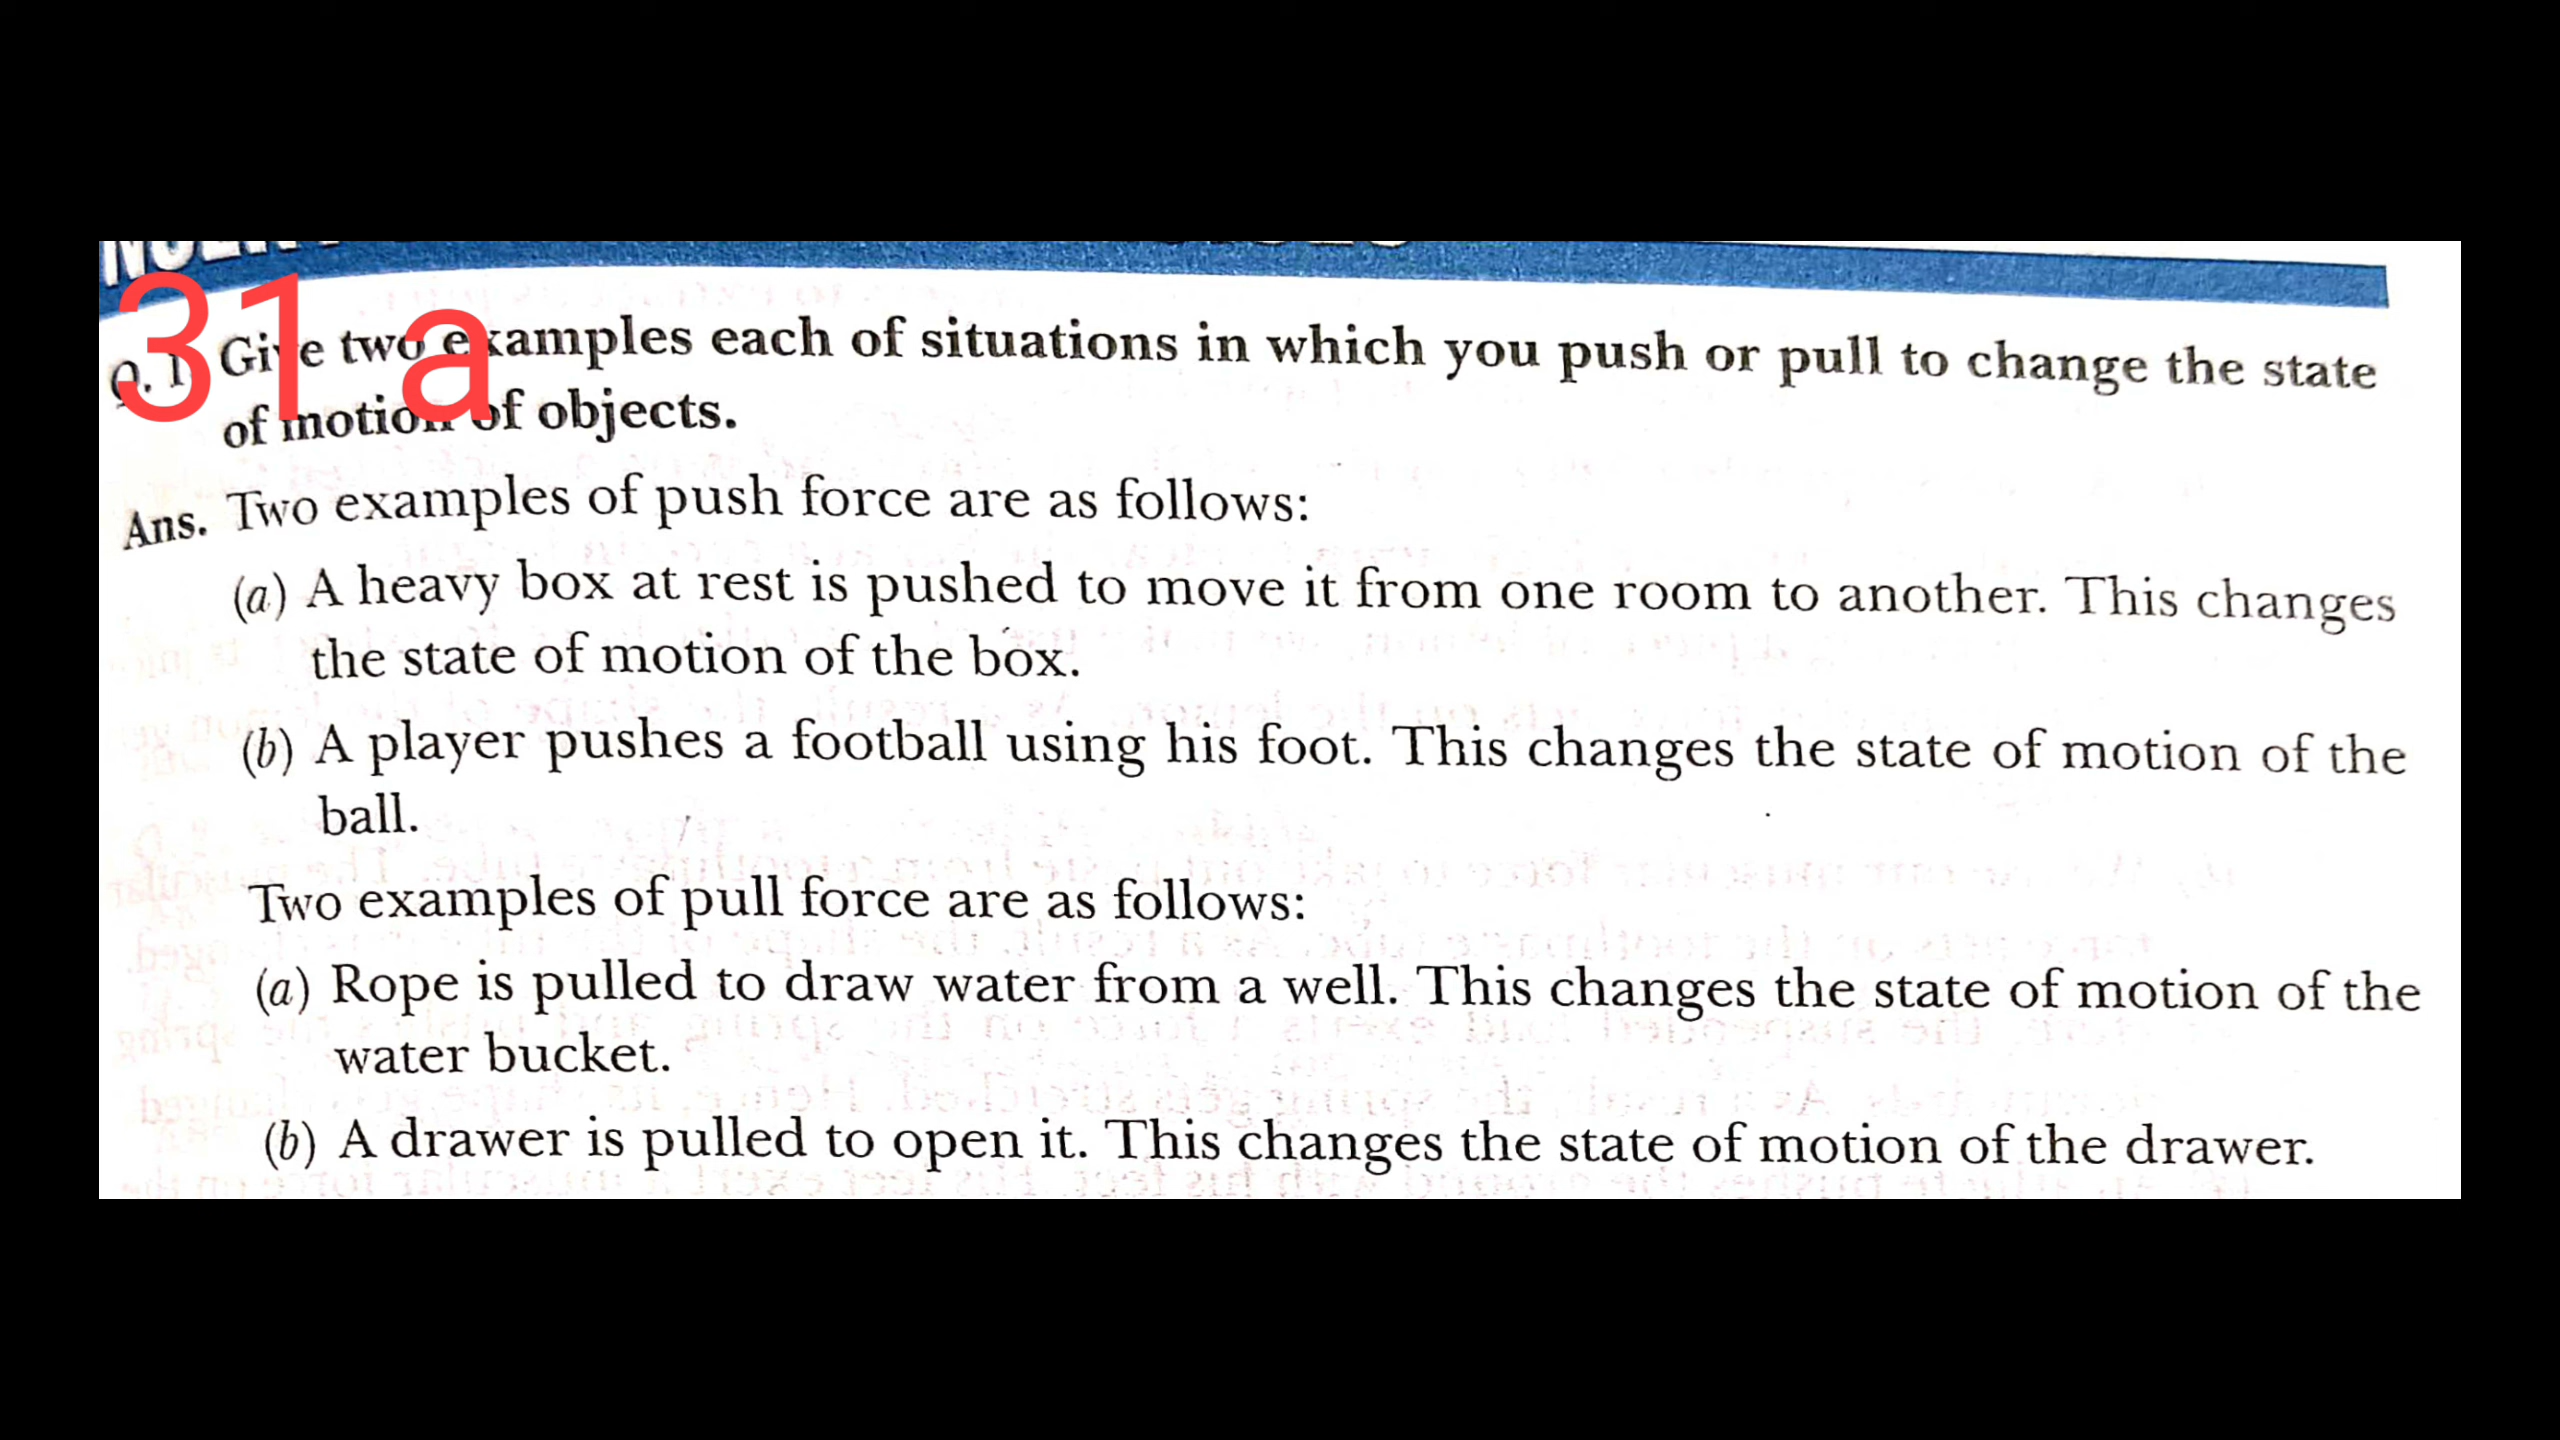 31 a
Q. 1 Give two examples each of situations in which you push or pull to change the state
of motion of objects.
Ans. Two examples of push force are as follows:
(a) A heavy box at rest is pushed to move it from one room to another. This changes
the state of motion of the box.
(b) A player pushes a football using his foot. This changes the state of motion of the
ball.
Two examples of pull force are as follows:
(a) Rope is pulled to draw water from a well. This changes the state of motion of the
water bucket.
(b) A drawer is pulled to open it. This changes the state of motion of the drawer.